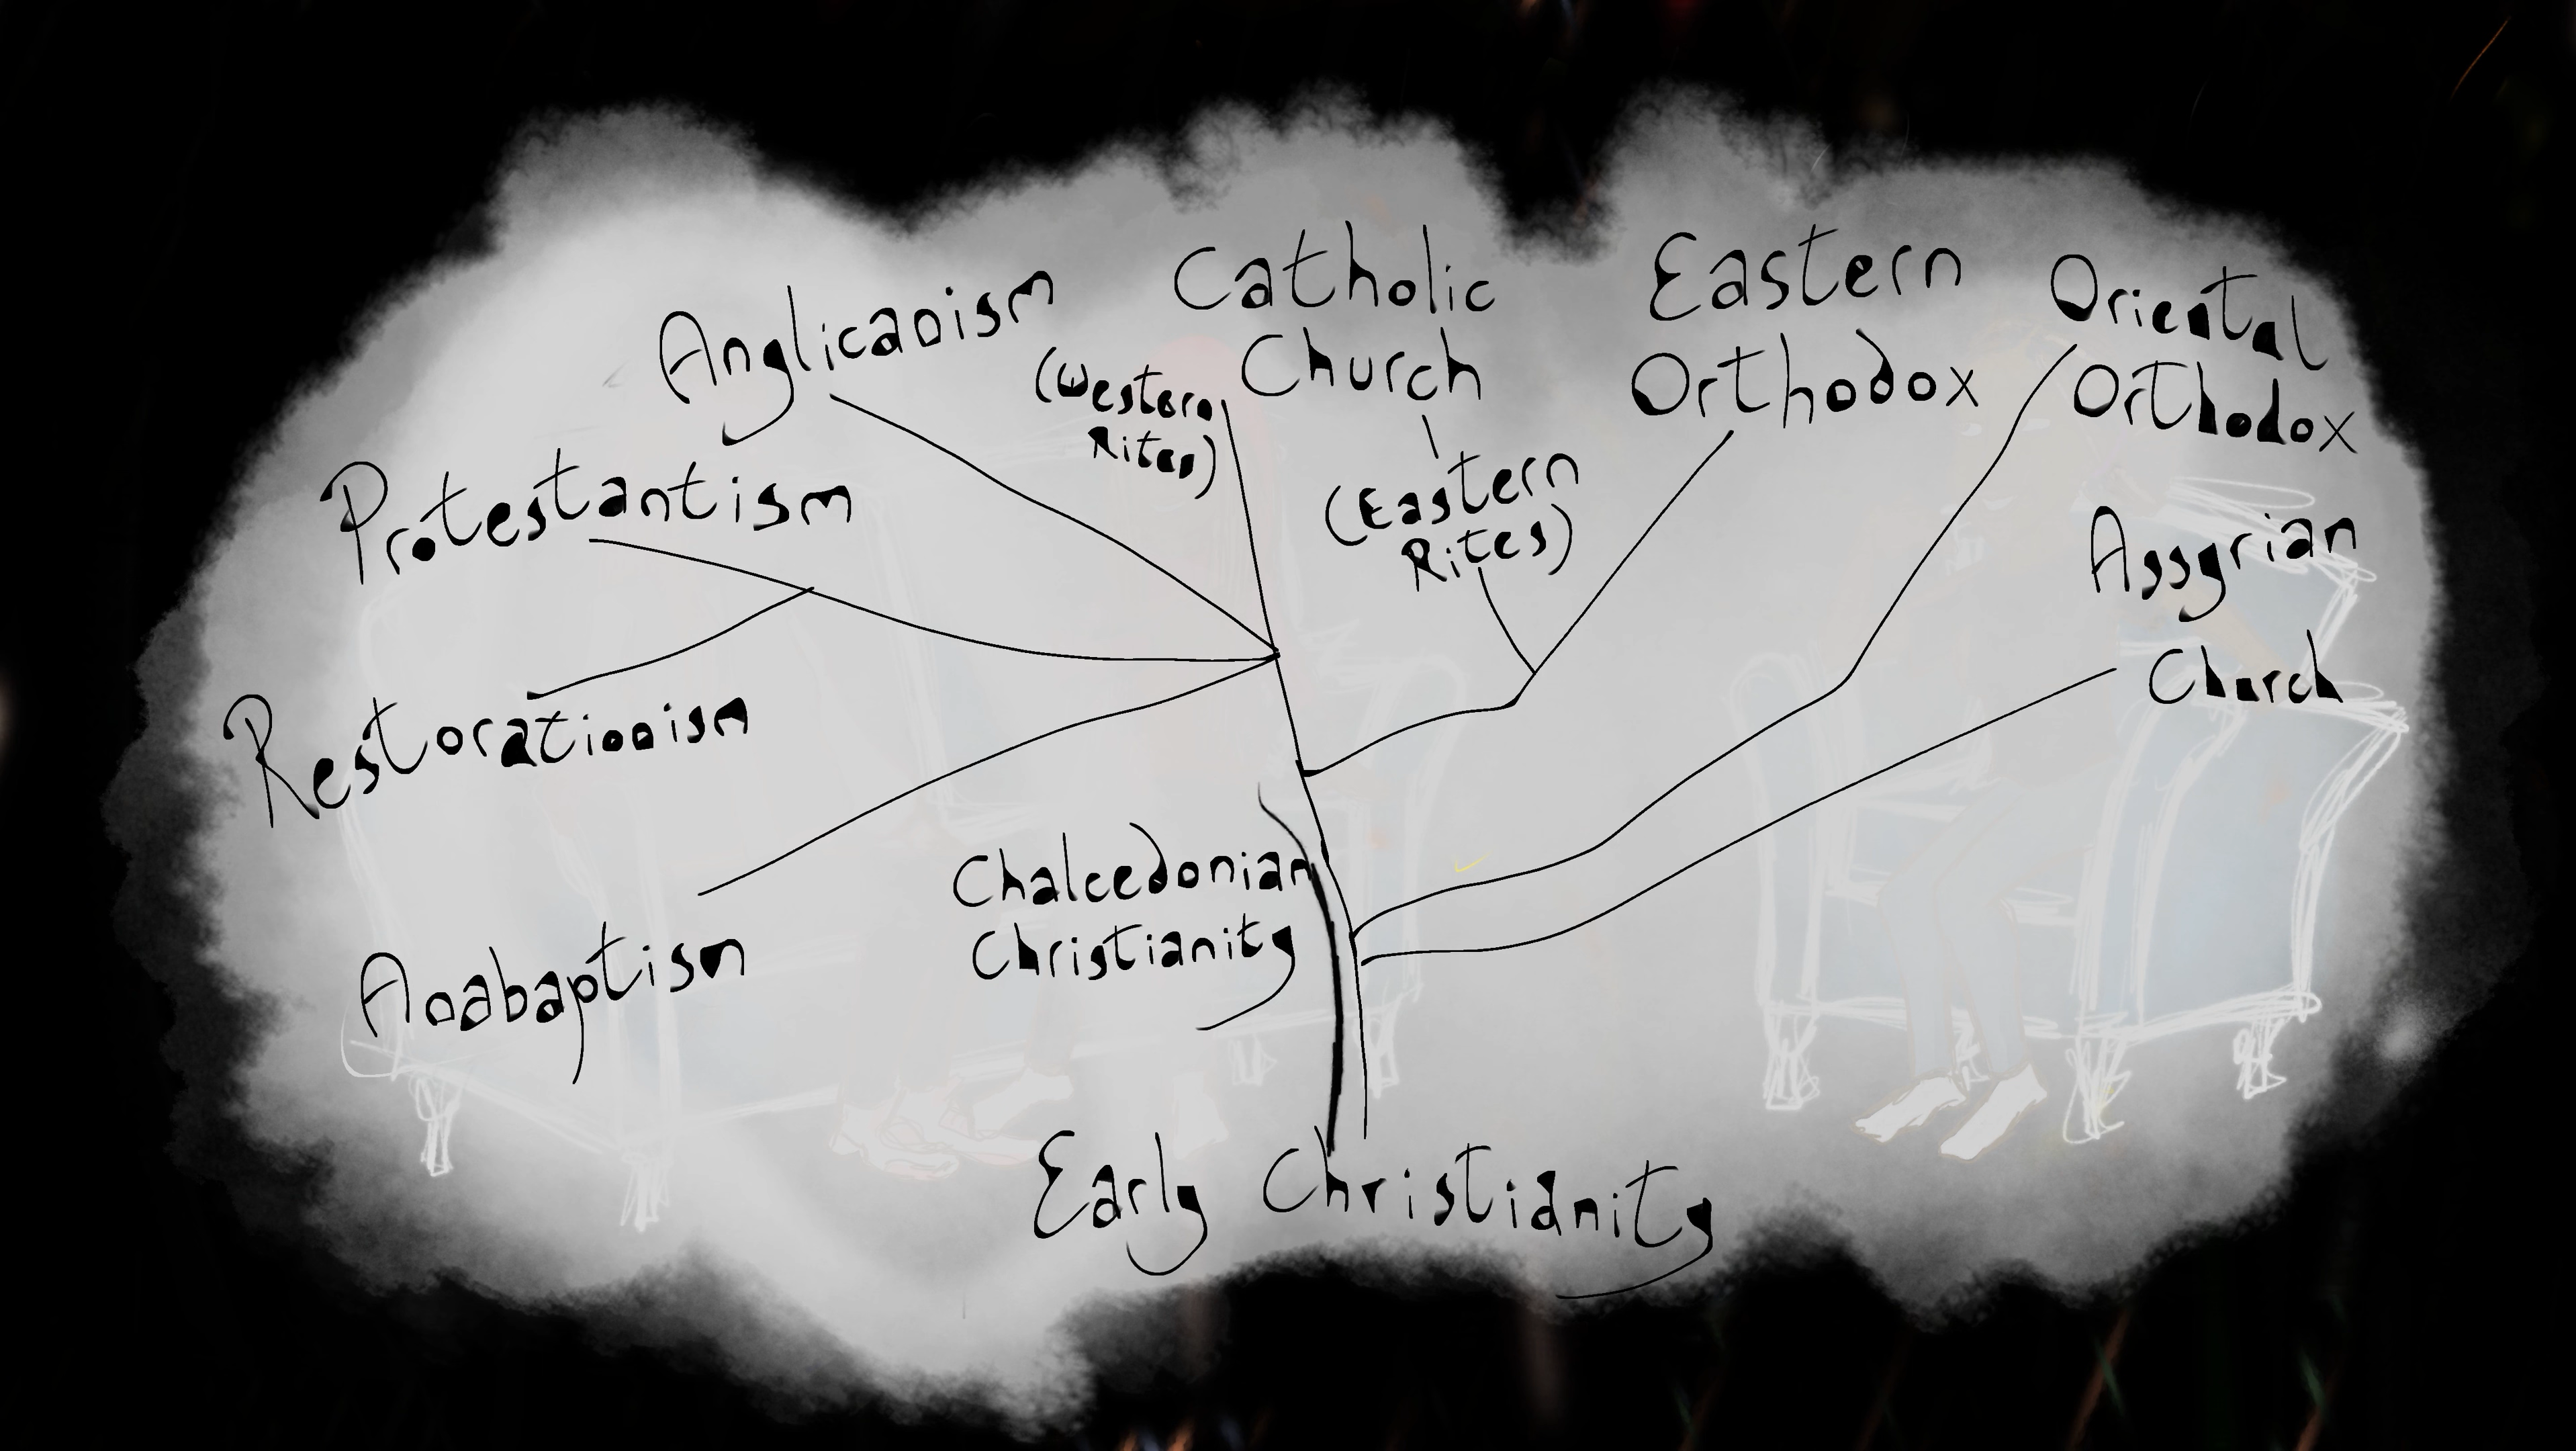 Anglicanism
Catholic
Church
(Western
Rites)
(Eastern
Rites)
Eastern
Orthodox
Oriental
Orthodox
Assyrian
Church
Protestantism
Restorationism
Anabaptism
Chalcedonian
Christianity
Early Christianity